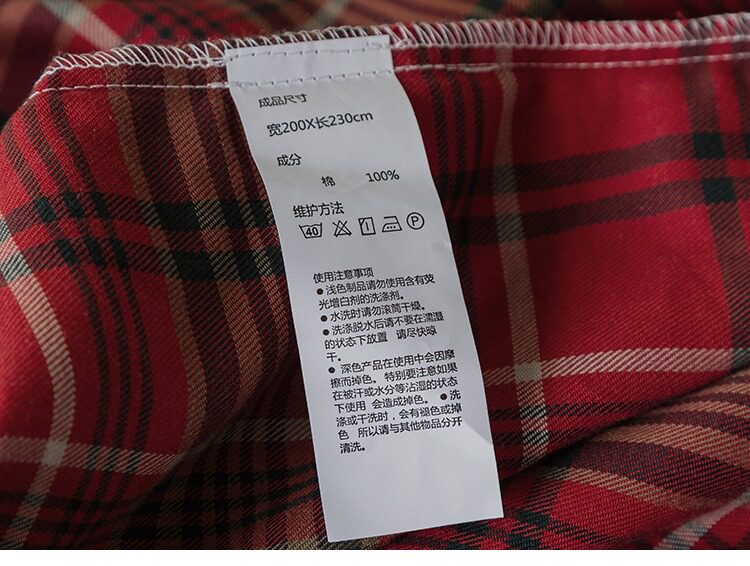 成品尺寸
宽200X长230cm
成分
棉 100%
维护方法
40 P
使用注意事项
● 浅色制品请勿使用含有荧
光增白剂的洗涤剂。
● 水洗时请勿滚筒干燥。
● 洗涤脱水后请不要在濡湿
的状态下放置 请尽快晾
干。
● 深色产品在使用中会因摩
擦而掉色。 特别要注意如果
在被汗或水分等沾湿的状态
下使用 会造成掉色。 ● 洗
涤或干洗时，会有褪色或掉
色 所以请与其他物品分开
清洗。